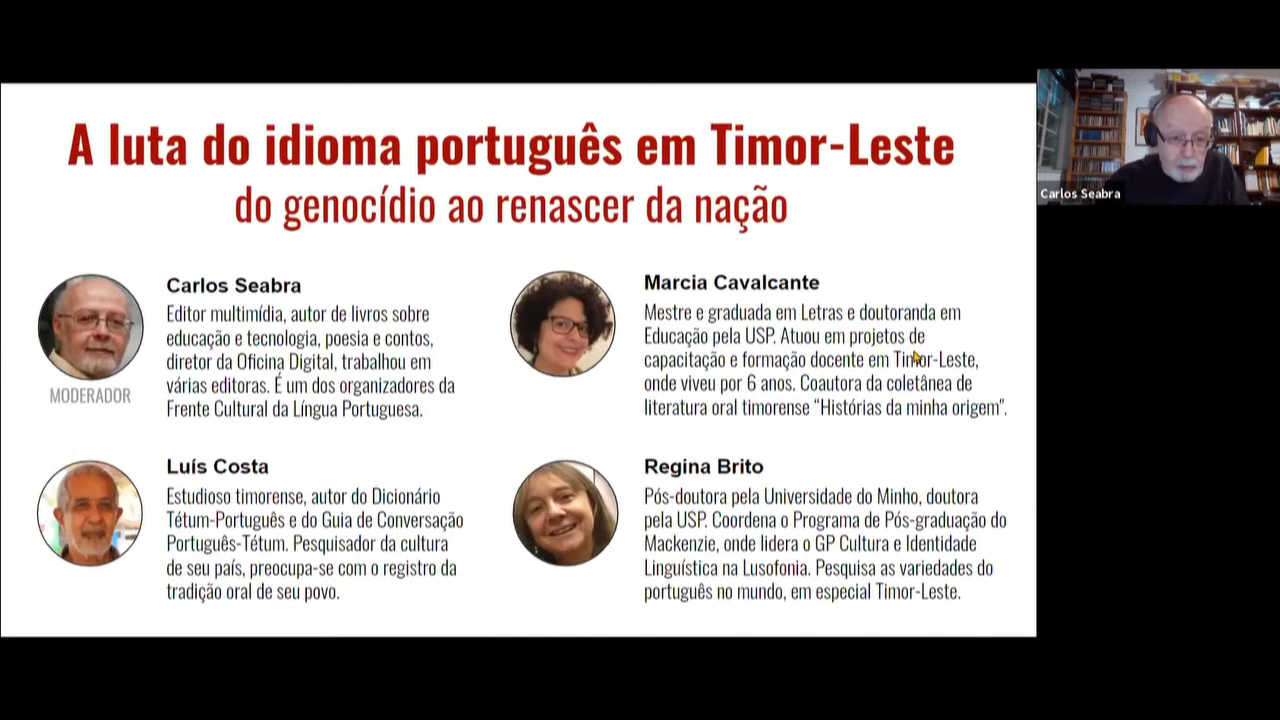 A luta do idioma português em Timor-Leste
do genocídio ao renascer da nação
Carlos Seabra
Editor multimídia, autor de livros sobre
educação e tecnologia, poesia e contos,
diretor da Oficina Digital, trabalhou em
várias editoras. É um dos organizadores da
Frente Cultural da Língua Portuguesa.
MODERADOR
Marcia Cavalcante
Mestre e graduada em Letras e doutoranda em
Educação pela USP. Atuou em projetos de
capacitação e formação docente em Timor-Leste,
onde viveu por 6 anos. Coautora da coletânea de
literatura oral timorense “Histórias da minha origem”.
Luís Costa
Estudioso timorense, autor do Dicionário
Tétum-Português e do Guia de Conversação
Português-Tétum. Pesquisador da cultura
de seu país, preocupa-se com o registro da
tradição oral de seu povo.
Regina Brito
Pós-doutora pela Universidade do Minho, doutora
pela USP. Coordena o Programa de Pós-graduação do
Mackenzie, onde lidera o GP Cultura e Identidade
Linguística na Lusofonia. Pesquisa as variedades do
português no mundo, em especial Timor-Leste.
Carlos Seabra